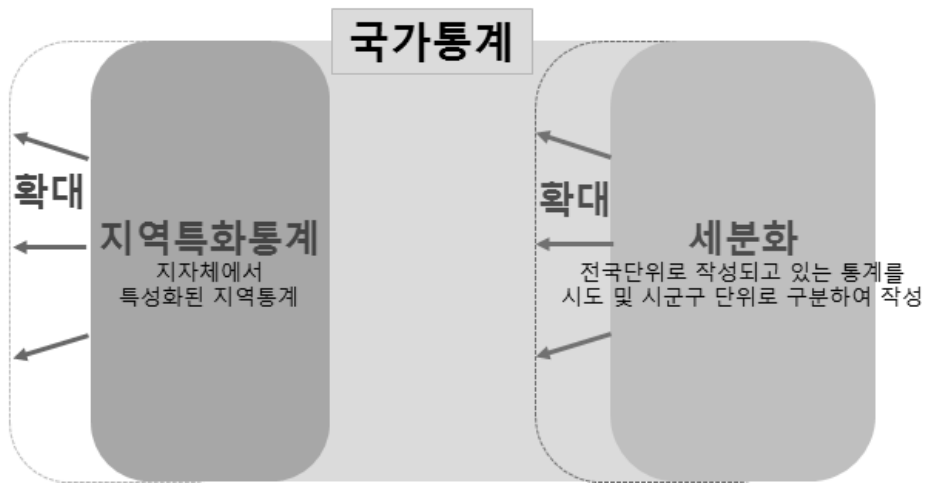 국가통계
확대
지역특화통계
지자체에서
특성화된 지역통계
확대
세분화
전국단위로 작성되고 있는 통계를
시도 및 시군구 단위로 구분하여 작성